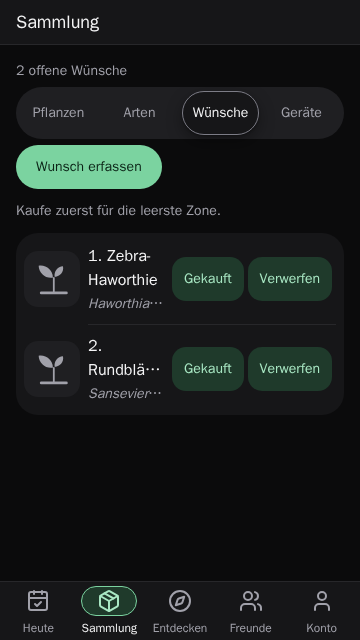 Sammlung
2 offene Wünsche
Pflanzen Arten Wünsche Geräte
Wunsch erfassen
Kaufe zuerst für die leerste Zone.
1. Zebra-
Haworthie
Haworthia···
Gekauft Verwerfen
2.
Rundblä···
Sansevier···
Gekauft Verwerfen
Heute Sammlung Entdecken Freunde Konto